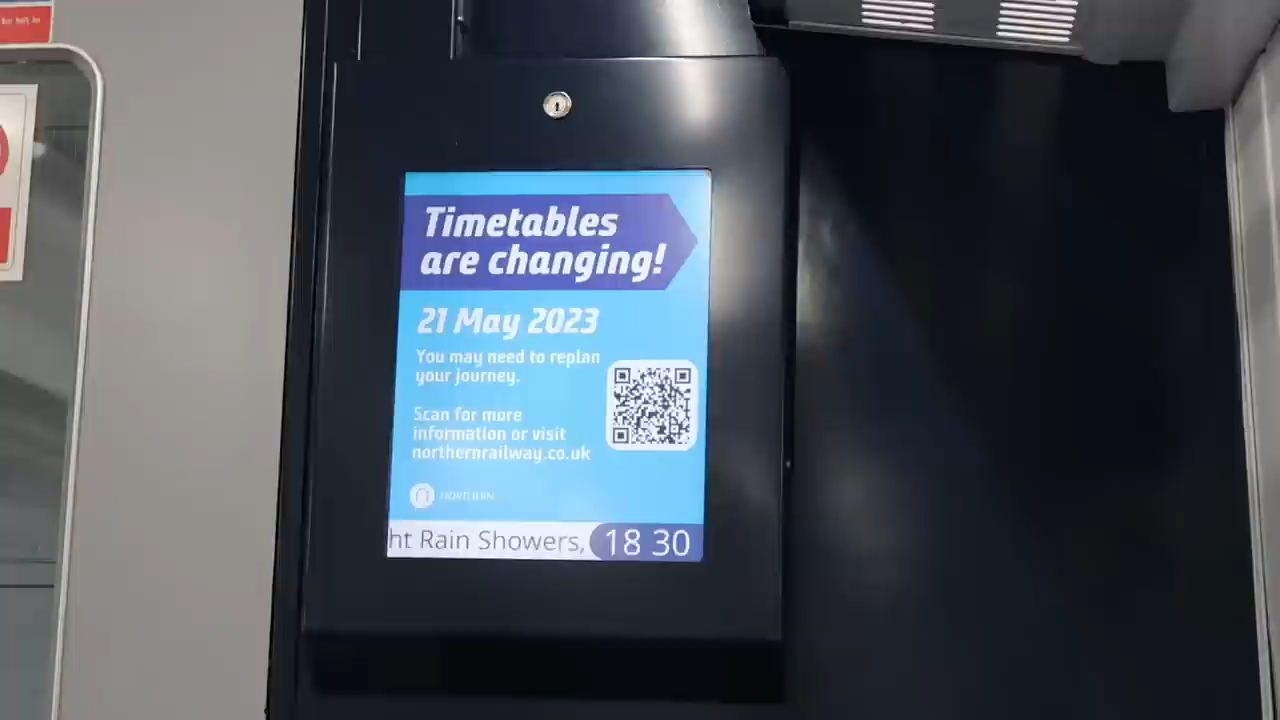 Timetables
are changing!
21 May 2023
You may need to replan
your journey.
Scan for more
information or visit
northernrailway.co.uk
NORTHERN
ht Rain Showers,
18 30